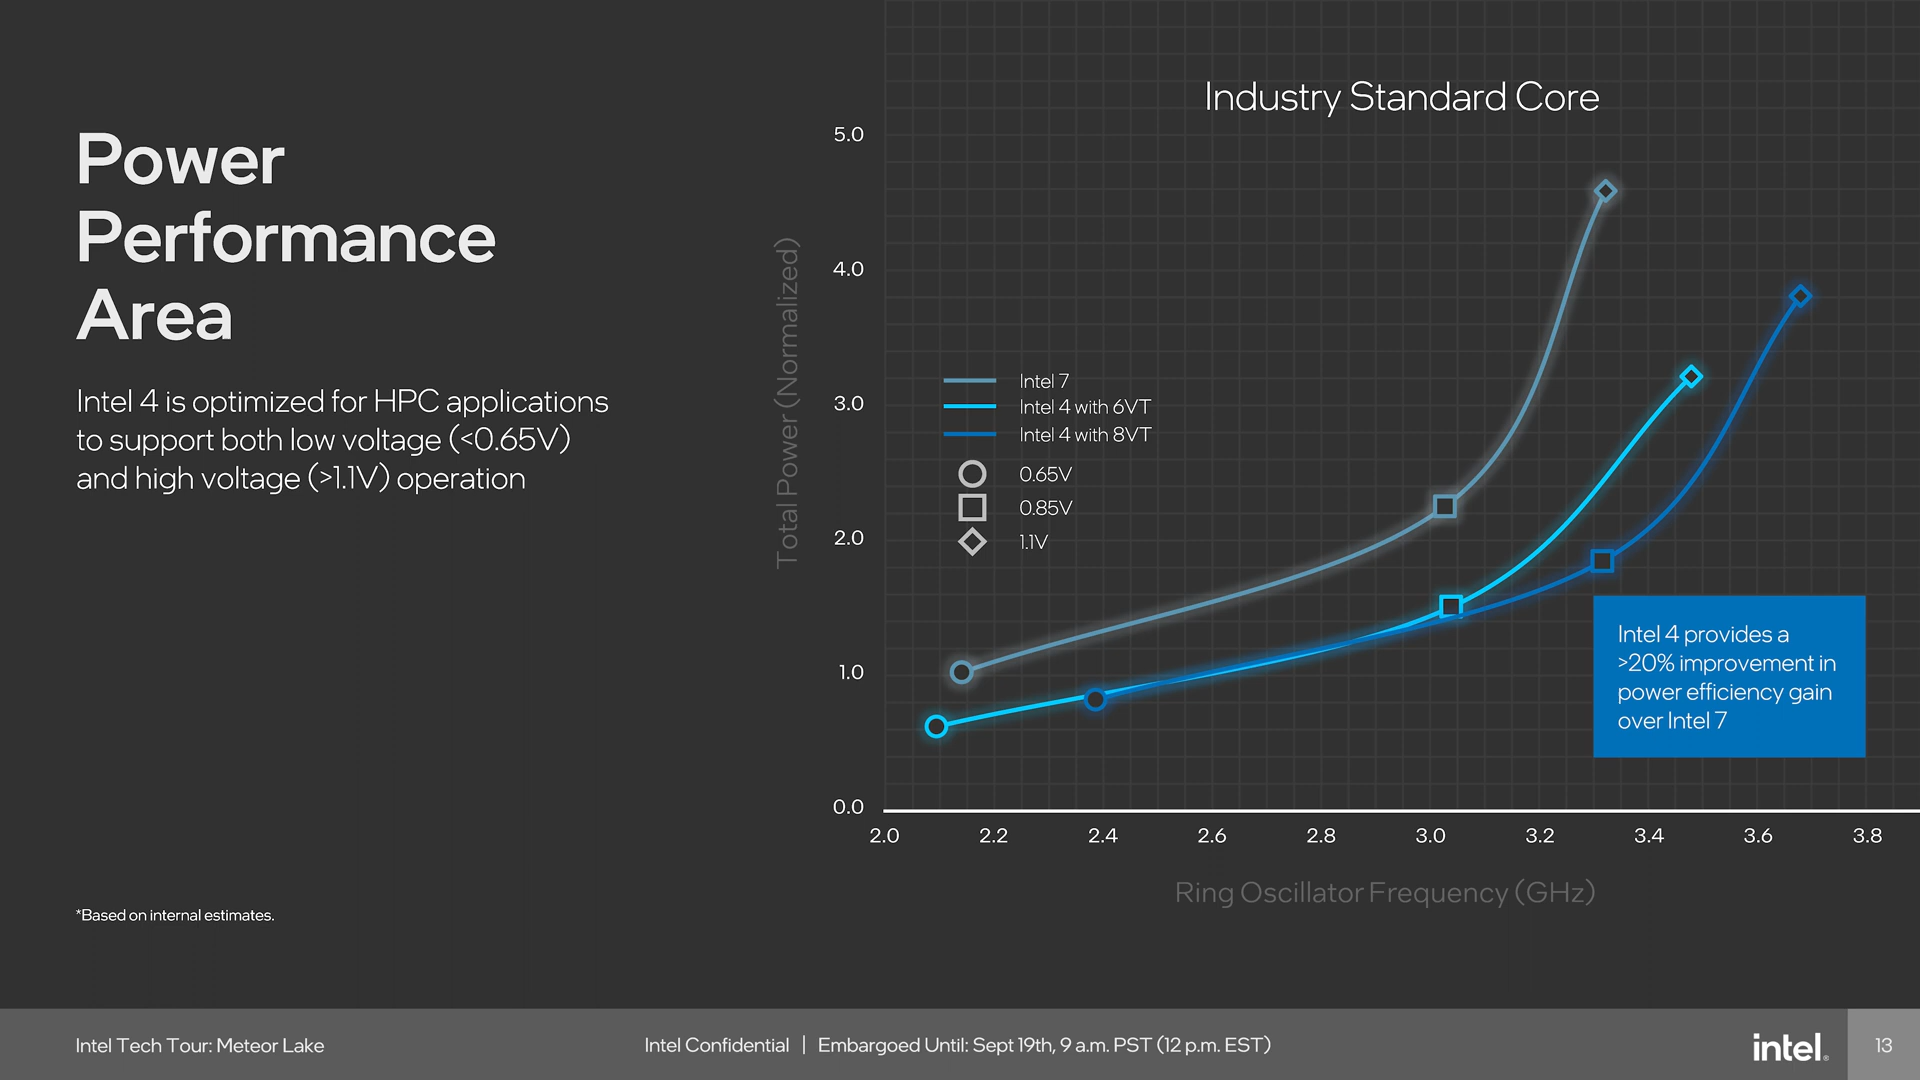 Power
Performance
Area
Intel 4 is optimized for HPC applications
to support both low voltage (<0.65V)
and high voltage (>1.1V) operation
*Based on internal estimates.
Industry Standard Core
Total Power (Normalized)
5.0
4.0
3.0
2.0
1.0
0.0
Intel 7
Intel 4 with 6VT
Intel 4 with 8VT
0.65V
0.85V
1.1V
Intel 4 provides a
>20% improvement in
power efficiency gain
over Intel 7
2.0 2.2 2.4 2.6 2.8 3.0 3.2 3.4 3.6 3.8
Ring Oscillator Frequency (GHz)
Intel Tech Tour: Meteor Lake
Intel Confidential | Embargoed Until: Sept 19th, 9 a.m. PST (12 p.m. EST)
intel®
13